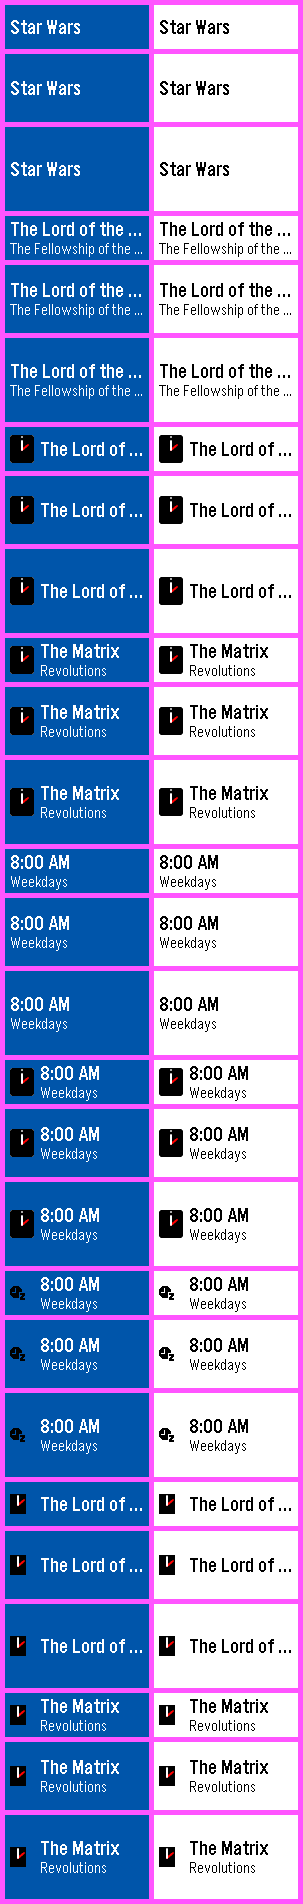 Star Wars Star Wars
Star Wars Star Wars
Star Wars Star Wars
The Lord of the ... The Lord of the ...
The Fellowship of the ... The Fellowship of the ...
The Lord of the ... The Lord of the ...
The Fellowship of the ... The Fellowship of the ...
The Lord of the ... The Lord of the ...
The Fellowship of the ... The Fellowship of the ...
The Lord of ... The Lord of ...
The Lord of ... The Lord of ...
The Lord of ... The Lord of ...
The Matrix The Matrix
Revolutions Revolutions
The Matrix The Matrix
Revolutions Revolutions
The Matrix The Matrix
Revolutions Revolutions
8:00 AM 8:00 AM
Weekdays Weekdays
8:00 AM 8:00 AM
Weekdays Weekdays
8:00 AM 8:00 AM
Weekdays Weekdays
8:00 AM 8:00 AM
Weekdays Weekdays
8:00 AM 8:00 AM
Weekdays Weekdays
8:00 AM 8:00 AM
Weekdays Weekdays
8:00 AM 8:00 AM
Weekdays Weekdays
8:00 AM 8:00 AM
Weekdays Weekdays
8:00 AM 8:00 AM
Weekdays Weekdays
The Lord of ... The Lord of ...
The Lord of ... The Lord of ...
The Lord of ... The Lord of ...
The Matrix The Matrix
Revolutions Revolutions
The Matrix The Matrix
Revolutions Revolutions
The Matrix The Matrix
Revolutions Revolutions